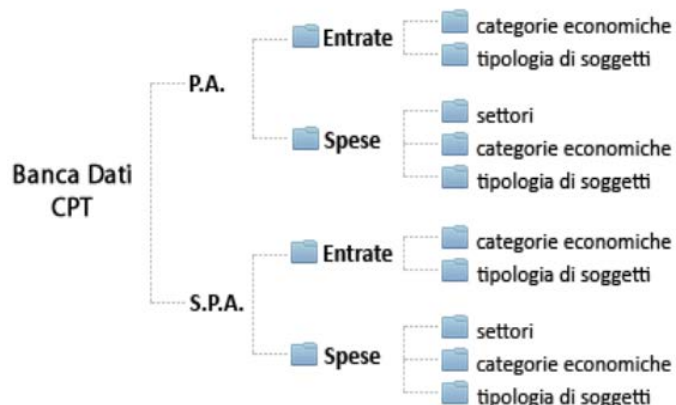 Banca Dati
CPT
P.A.
Entrate
categorie economiche
tipologia di soggetti
Spese
settori
categorie economiche
tipologia di soggetti
S.P.A.
Entrate
categorie economiche
tipologia di soggetti
Spese
settori
categorie economiche
tipologia di soggetti